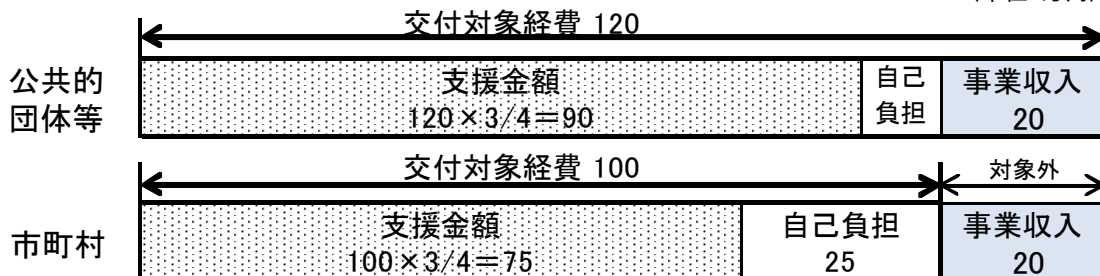 交付対象経費 120
公共的
団体等
支援金額
120×3/4=90
自己
負担
事業収入
20
交付対象経費 100
対象外
市町村
支援金額
100×3/4=75
自己負担
25
事業収入
20